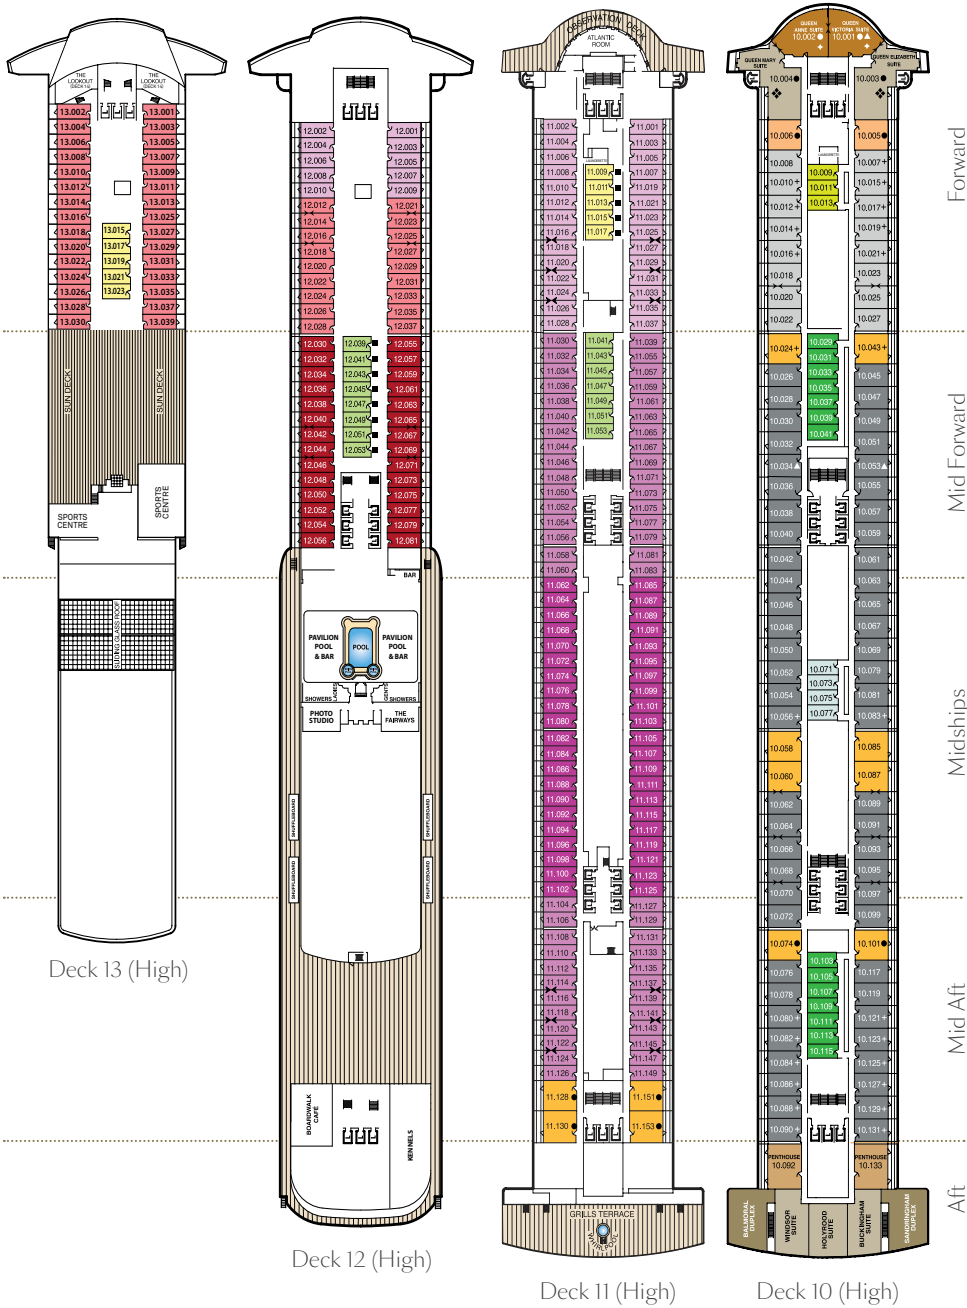 THE LOOKOUT (DECK 14)
THE LOOKOUT (DECK 14)
13.002 13.001
13.004 13.003
13.006 13.005
13.008 13.007
13.010 13.009
13.012 13.011
13.014 13.013
13.016 13.025
13.018 13.015 13.027
13.020 13.017 13.029
13.022 13.019 13.031
13.024 13.021 13.033
13.026 13.023 13.035
13.028 13.037
13.030 13.039
SUN DECK
SUN DECK
SPORTS CENTRE
SPORTS CENTRE
SLIDING GLASS ROOF
Deck 13 (High)
12.002 12.001
12.004 12.003
12.006 12.005
12.008 12.007
12.010 12.009
12.012 12.021
12.014 12.023
12.016 12.025
12.018 12.027
12.020 12.029
12.022 12.031
12.024 12.033
12.026 12.035
12.028 12.037
12.030 12.039 12.055
12.032 12.041 12.057
12.034 12.043 12.059
12.036 12.045 12.061
12.038 12.047 12.063
12.040 12.049 12.065
12.042 12.051 12.067
12.044 12.053 12.069
12.046 12.071
12.048 12.073
12.050 12.075
12.052 12.077
12.054 12.079
12.056 12.081
BAR
PAVILION POOL & BAR
POOL
PAVILION POOL & BAR
SHOWERS LADIES
GENTS SHOWERS
PHOTO STUDIO
THE FAIRWAYS
SHUFFLEBOARD
SHUFFLEBOARD
SHUFFLEBOARD
SHUFFLEBOARD
BOARDWALK CAFÉ
KENNELS
Deck 12 (High)
OBSERVATION DECK
ATLANTIC ROOM
11.002 11.001
11.004 11.003
11.006 11.005
LAUNDERETTE
11.008 11.009 11.007
11.010 11.011 11.019
11.012 11.013 11.021
11.014 11.015 11.023
11.016 11.017 11.025
11.018 11.027
11.020 11.029
11.022 11.031
11.024 11.033
11.026 11.035
11.028 11.037
11.030 11.041 11.039
11.032 11.043 11.055
11.034 11.045 11.057
11.036 11.047 11.059
11.038 11.049 11.061
11.040 11.051 11.063
11.042 11.053 11.065
11.044 11.067
11.046 11.069
11.048 11.071
11.050 11.073
11.052 11.075
11.054 11.077
11.056 11.079
11.058 11.081
11.060 11.083
11.062 11.085
11.064 11.087
11.066 11.089
11.068 11.091
11.070 11.093
11.072 11.095
11.074 11.097
11.076 11.099
11.078 11.101
11.080 11.103
11.082 11.105
11.084 11.107
11.086 11.109
11.088 11.111
11.090 11.113
11.092 11.115
11.094 11.117
11.096 11.119
11.098 11.121
11.100 11.123
11.102 11.125
11.104 11.127
11.106 11.129
11.108 11.131
11.110 11.133
11.112 11.135
11.114 11.137
11.116 11.139
11.118 11.141
11.120 11.143
11.122 11.145
11.124 11.147
11.126 11.149
11.128 11.151
11.130 11.153
GRILLS TERRACE
WHIRLPOOL
Deck 11 (High)
QUEEN ANNE SUITE 10.002
QUEEN VICTORIA SUITE 10.001
QUEEN MARY SUITE
QUEEN ELIZABETH SUITE
10.004 10.003
10.006 10.005
LAUNDERETTE
10.008 10.009 10.007+
10.010+ 10.011 10.015+
10.012+ 10.013 10.017+
10.014+ 10.019+
10.016+ 10.021+
10.018 10.023
10.020 10.025
10.022 10.027
10.024+ 10.029 10.043+
10.031
10.026 10.033 10.045
10.028 10.035 10.047
10.037
10.030 10.039 10.049
10.032 10.041 10.051
10.034 10.053
10.036 10.055
10.038 10.057
10.040 10.059
10.042 10.061
10.044 10.063
10.046 10.065
10.048 10.067
10.050 10.069
10.052 10.071 10.079
10.073
10.054 10.075 10.081
10.056+ 10.077 10.083+
10.058 10.085
10.060 10.087
10.062 10.089
10.064 10.091
10.066 10.093
10.068 10.095
10.070 10.097
10.072 10.099
10.074 10.101
10.103
10.076 10.105 10.117
10.078 10.107 10.119
10.109
10.080+ 10.111 10.121+
10.082+ 10.113 10.123+
10.115
10.084+ 10.125+
10.086+ 10.127+
10.088+ 10.129+
10.090+ 10.131+
PENTHOUSE 10.092
PENTHOUSE 10.133
BALMORAL DUPLEX
WINDSOR SUITE
HOLYROOD SUITE
BUCKINGHAM SUITE
SANDRINGHAM DUPLEX
Deck 10 (High)
Forward
Mid Forward
Midships
Mid Aft
Aft